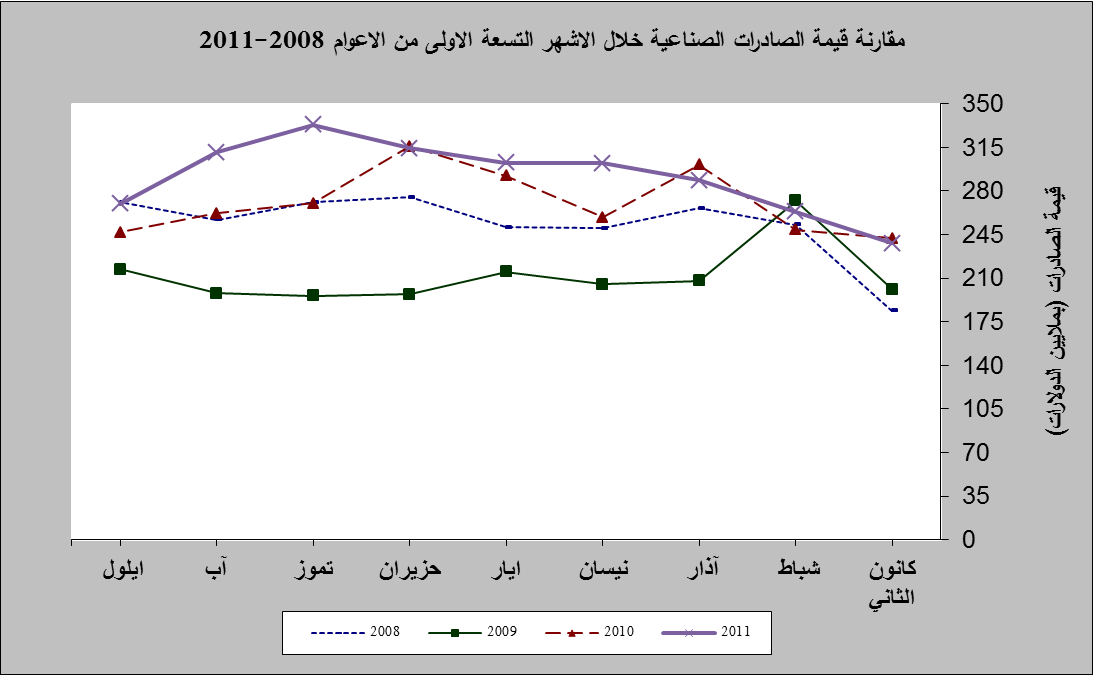 مقارنة قيمة الصادرات الصناعية خلال الاشهر التسعة الاولى من الاعوام 2008-2011
350
315
280
245
210
175
140
105
70
35
0
قيمة الصادرات (بملايين الدولارات)
كانون الثاني
شباط
آذار
نيسان
ايار
حزيران
تموز
آب
ايلول
2008
2009
2010
2011